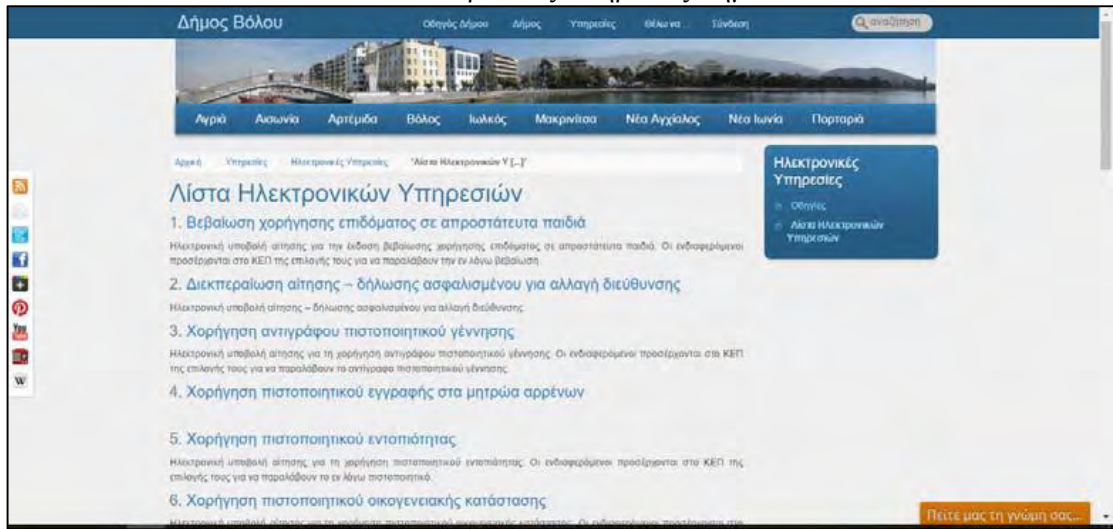 Δήμος Βόλου
Οδηγός Δήμου Δήμος Υπηρεσίες Θέλω να ... Σύνδεση
αναζήτηση
Αγριά Αισωνία Αρτέμιδα Βόλος Ιωλκός Μακρινίτσα Νέα Αγχίαλος Νέα Ιωνία Πορταριά
Αρχική Υπηρεσίες Ηλεκτρονικές Υπηρεσίες "Λίστα Ηλεκτρονικών Υ [...]"
Λίστα Ηλεκτρονικών Υπηρεσιών
1. Βεβαίωση χορήγησης επιδόματος σε απροστάτευτα παιδιά
Ηλεκτρονική υποβολή αίτησης για την έκδοση βεβαίωσης χορήγησης επιδόματος σε απροστάτευτα παιδιά. Οι ενδιαφερόμενοι
προσέρχονται στο ΚΕΠ της επιλογής τους για να παραλάβουν την εν λόγω βεβαίωση.
2. Διεκπεραίωση αίτησης – δήλωσης ασφαλισμένου για αλλαγή διεύθυνσης
Ηλεκτρονική υποβολή αίτησης – δήλωσης ασφαλισμένου για αλλαγή διεύθυνσης.
3. Χορήγηση αντιγράφου πιστοποιητικού γέννησης
Ηλεκτρονική υποβολή αίτησης για τη χορήγηση αντιγράφου πιστοποιητικού γέννησης. Οι ενδιαφερόμενοι προσέρχονται στο ΚΕΠ
της επιλογής τους για να παραλάβουν το αντίγραφο πιστοποιητικού γέννησης.
4. Χορήγηση πιστοποιητικού εγγραφής στα μητρώα αρρένων
5. Χορήγηση πιστοποιητικού εντοπιότητας
Ηλεκτρονική υποβολή αίτησης για τη χορήγηση πιστοποιητικού εντοπιότητας. Οι ενδιαφερόμενοι προσέρχονται στο ΚΕΠ της
επιλογής τους για να παραλάβουν το εν λόγω πιστοποιητικό.
6. Χορήγηση πιστοποιητικού οικογενειακής κατάστασης
Ηλεκτρονικές
Υπηρεσίες
Οδηγίες
Λίστα Ηλεκτρονικών
Υπηρεσιών
You
W
Πείτε μας τη γνώμη σας...